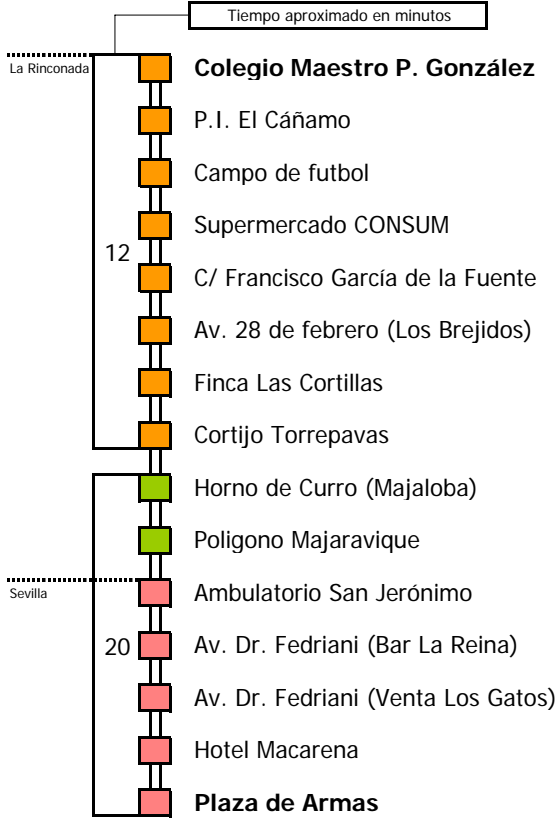 Tiempo aproximado en minutos
La Rinconada
Colegio Maestro P. González
P.I. El Cáñamo
Campo de futbol
Supermercado CONSUM
12
C/ Francisco García de la Fuente
Av. 28 de febrero (Los Brejidos)
Finca Las Cortillas
Cortijo Torrepavas
Horno de Curro (Majaloba)
Poligono Majaravique
Sevilla
Ambulatorio San Jerónimo
20
Av. Dr. Fedriani (Bar La Reina)
Av. Dr. Fedriani (Venta Los Gatos)
Hotel Macarena
Plaza de Armas